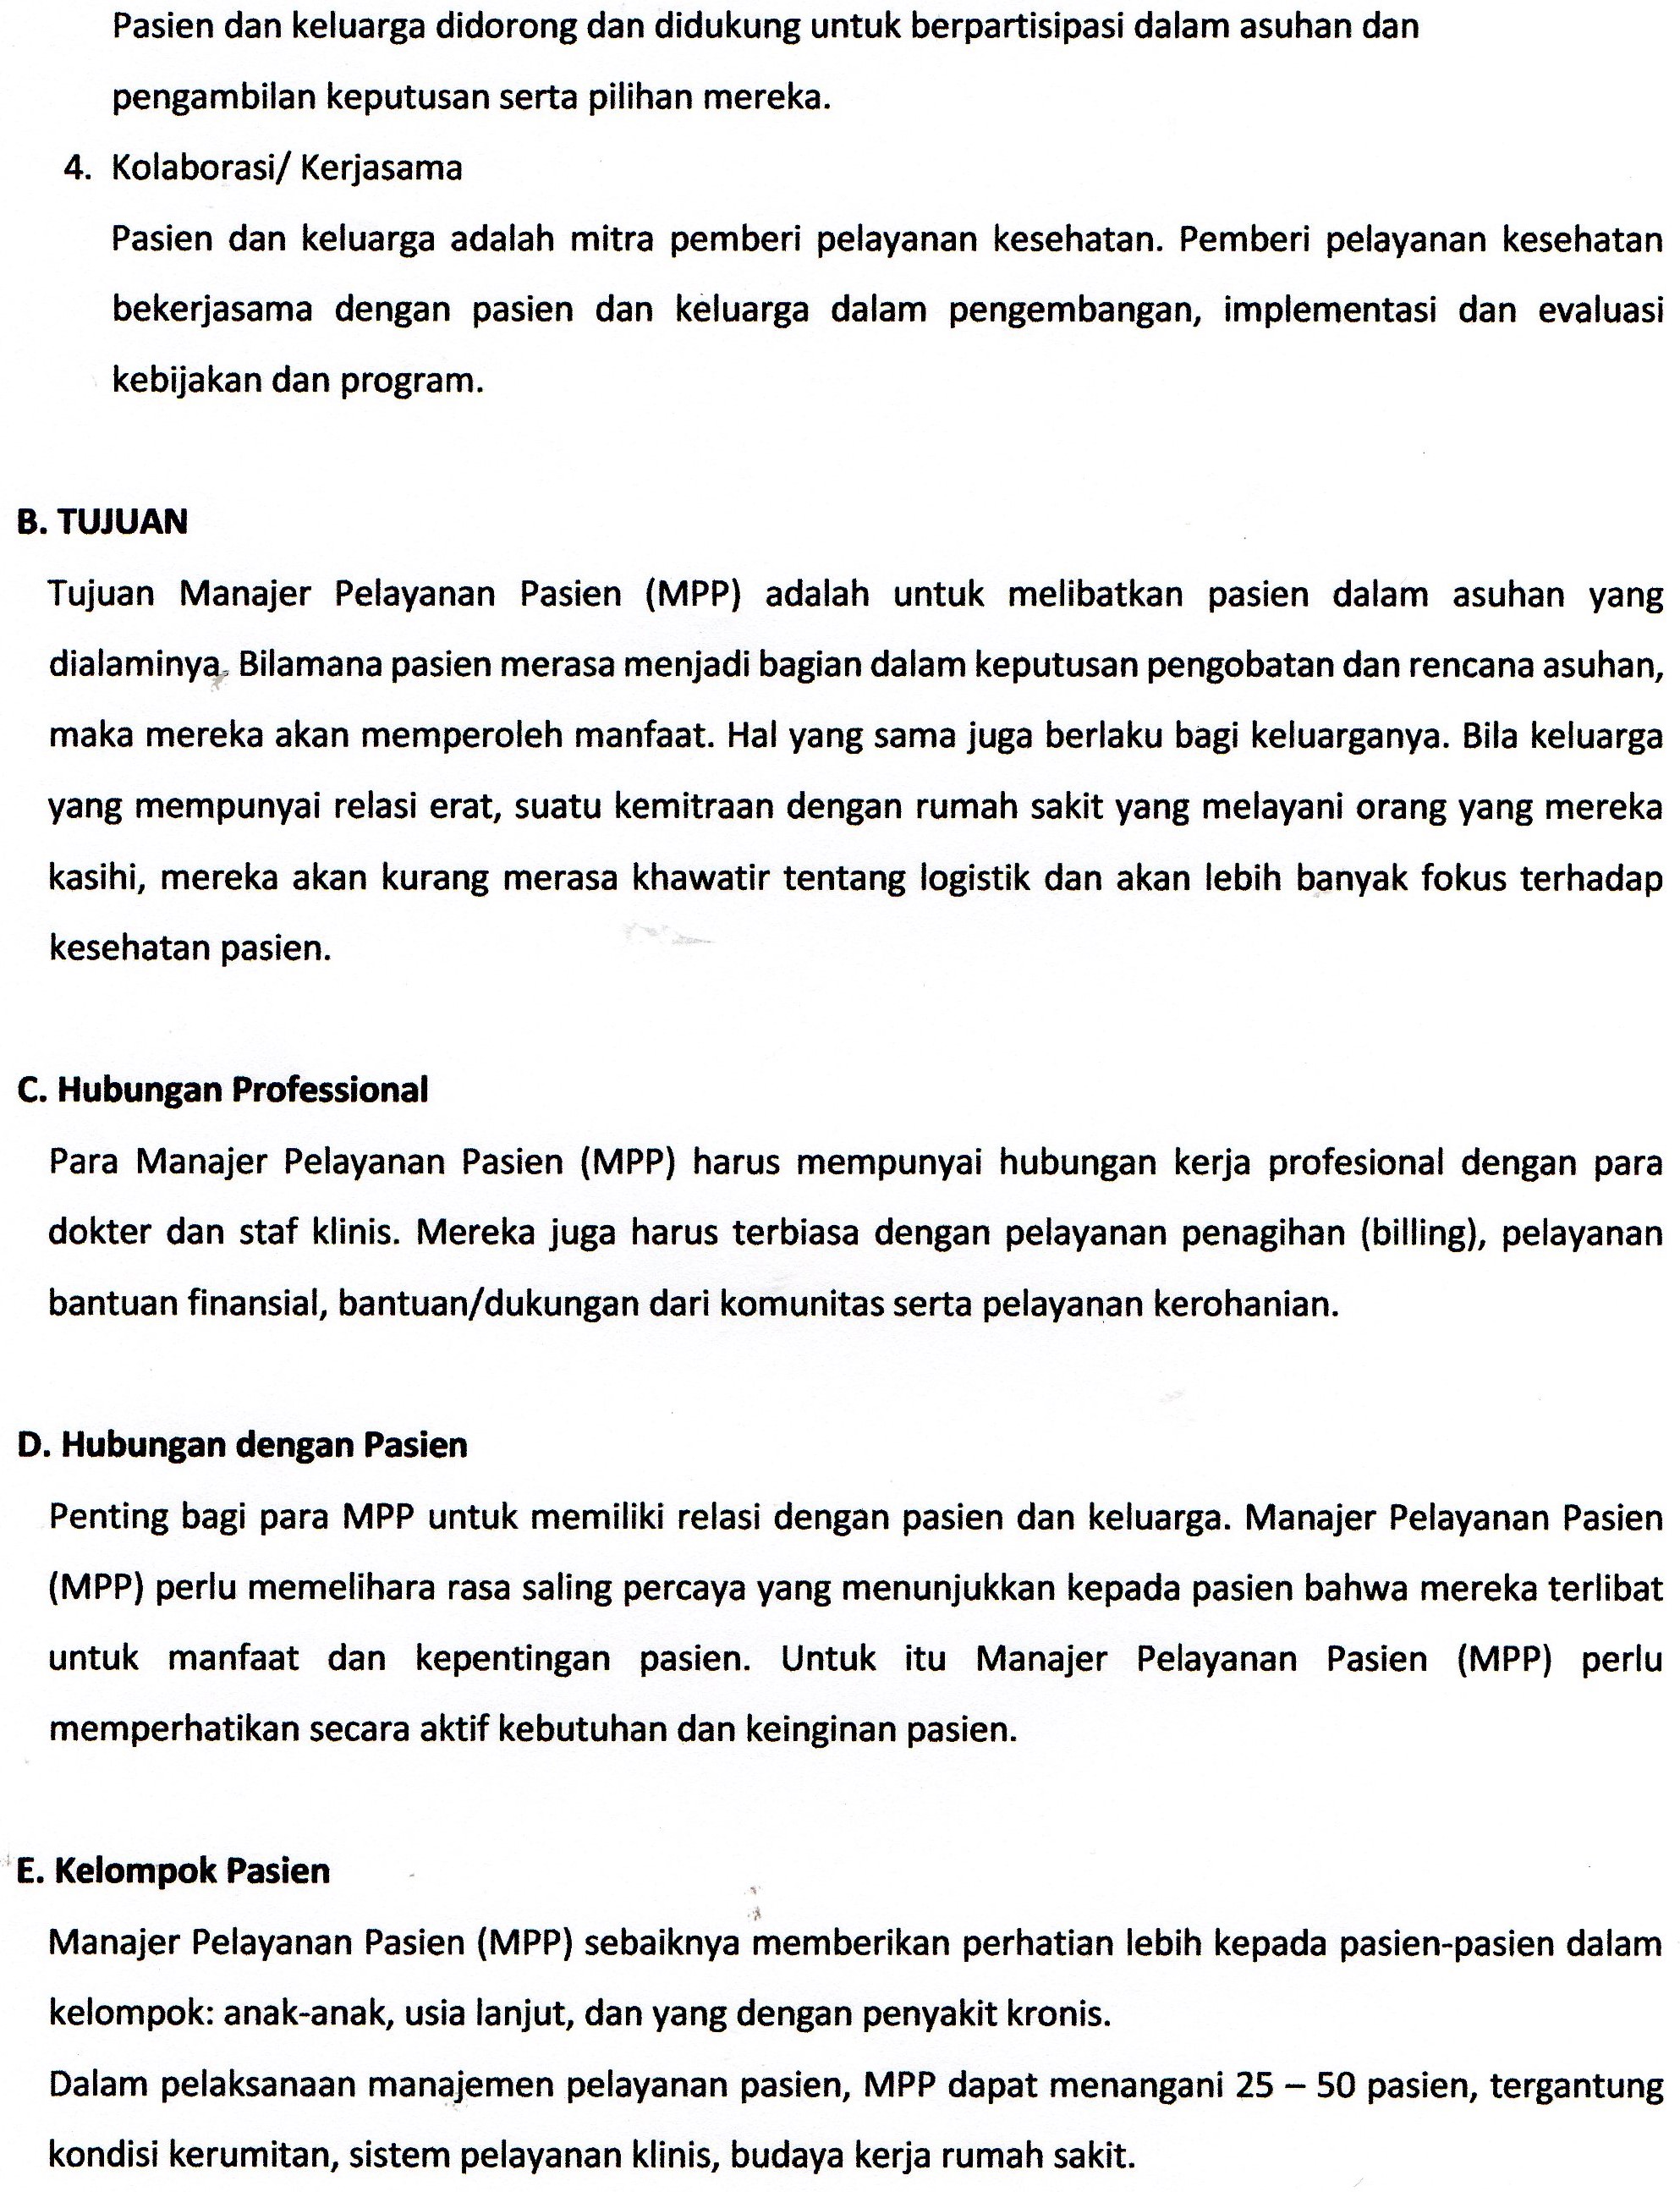 Pasien dan keluarga didorong dan didukung untuk berpartisipasi dalam asuhan dan
pengambilan keputusan serta pilihan mereka.
4. Kolaborasi/ Kerjasama
Pasien dan keluarga adalah mitra pemberi pelayanan kesehatan. Pemberi pelayanan kesehatan
bekerjasama dengan pasien dan keluarga dalam pengembangan, implementasi dan evaluasi
kebijakan dan program.
B. TUJUAN
Tujuan Manajer Pelayanan Pasien (MPP) adalah untuk melibatkan pasien dalam asuhan yang
dialaminya. Bilamana pasien merasa menjadi bagian dalam keputusan pengobatan dan rencana asuhan,
maka mereka akan memperoleh manfaat. Hal yang sama juga berlaku bagi keluarganya. Bila keluarga
yang mempunyai relasi erat, suatu kemitraan dengan rumah sakit yang melayani orang yang mereka
kasihi, mereka akan kurang merasa khawatir tentang logistik dan akan lebih banyak fokus terhadap
kesehatan pasien.
C. Hubungan Professional
Para Manajer Pelayanan Pasien (MPP) harus mempunyai hubungan kerja profesional dengan para
dokter dan staf klinis. Mereka juga harus terbiasa dengan pelayanan penagihan (billing), pelayanan
bantuan finansial, bantuan/dukungan dari komunitas serta pelayanan kerohanian.
D. Hubungan dengan Pasien
Penting bagi para MPP untuk memiliki relasi dengan pasien dan keluarga. Manajer Pelayanan Pasien
(MPP) perlu memelihara rasa saling percaya yang menunjukkan kepada pasien bahwa mereka terlibat
untuk manfaat dan kepentingan pasien. Untuk itu Manajer Pelayanan Pasien (MPP) perlu
memperhatikan secara aktif kebutuhan dan keinginan pasien.
E. Kelompok Pasien
Manajer Pelayanan Pasien (MPP) sebaiknya memberikan perhatian lebih kepada pasien-pasien dalam
kelompok: anak-anak, usia lanjut, dan yang dengan penyakit kronis.
Dalam pelaksanaan manajemen pelayanan pasien, MPP dapat menangani 25 – 50 pasien, tergantung
kondisi kerumitan, sistem pelayanan klinis, budaya kerja rumah sakit.